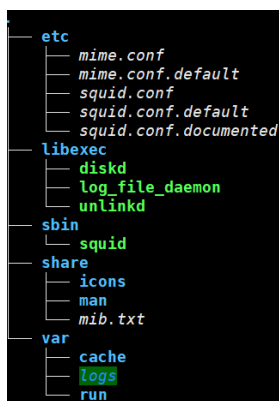 .
etc
mime.conf
mime.conf.default
squid.conf
squid.conf.default
squid.conf.documented
libexec
diskd
log_file_daemon
unlinkd
sbin
squid
share
icons
man
mib.txt
var
cache
logs
run